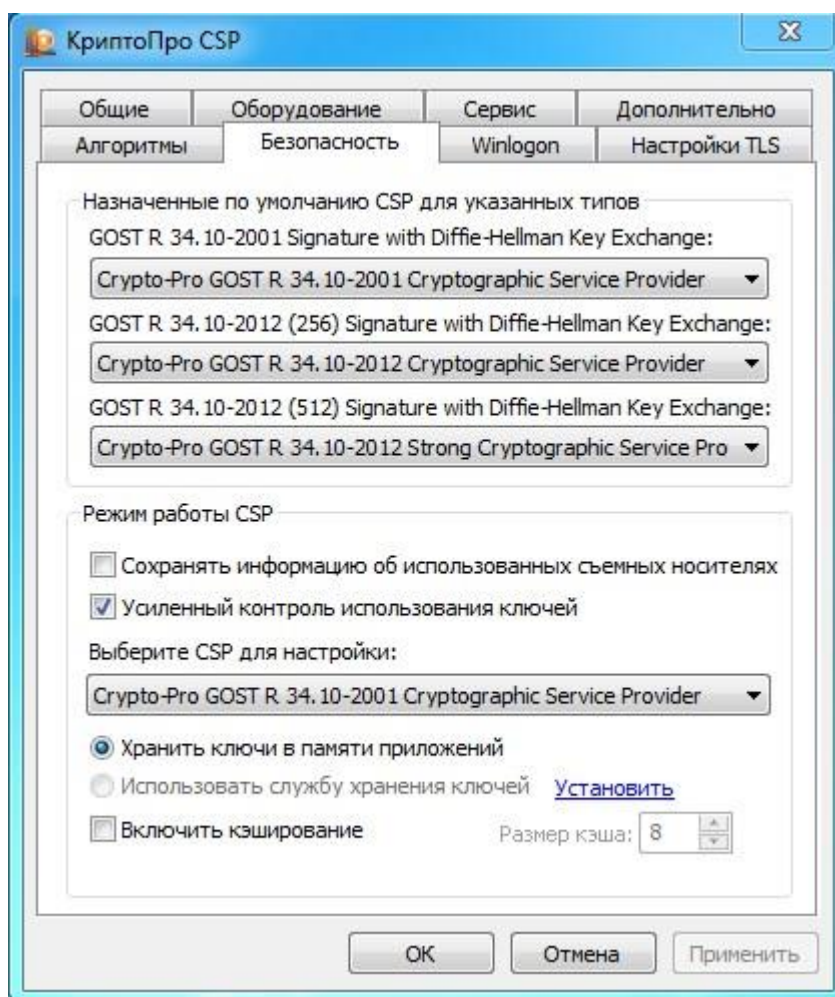 КриптоПро CSP
Общие Оборудование Сервис Дополнительно
Алгоритмы Безопасность Winlogon Настройки TLS
Назначенные по умолчанию CSP для указанных типов
GOST R 34.10-2001 Signature with Diffie-Hellman Key Exchange:
Crypto-Pro GOST R 34.10-2001 Cryptographic Service Provider
GOST R 34.10-2012 (256) Signature with Diffie-Hellman Key Exchange:
Crypto-Pro GOST R 34.10-2012 Cryptographic Service Provider
GOST R 34.10-2012 (512) Signature with Diffie-Hellman Key Exchange:
Crypto-Pro GOST R 34.10-2012 Strong Cryptographic Service Pro
Режим работы CSP
Сохранять информацию об использованных съемных носителях
Усиленный контроль использования ключей
Выберите CSP для настройки:
Crypto-Pro GOST R 34.10-2001 Cryptographic Service Provider
Хранить ключи в памяти приложений
Использовать службу хранения ключей Установить
Включить кэширование Размер кэша: 8
ОК Отмена Применить